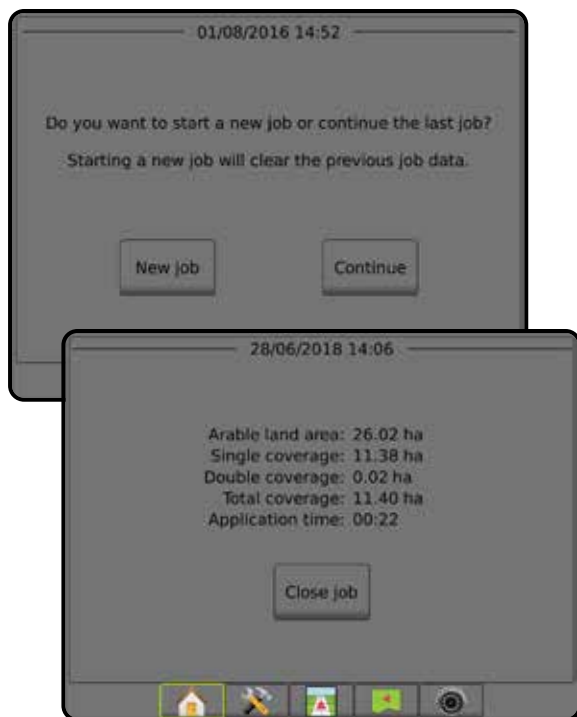 01/08/2016 14:52
Do you want to start a new job or continue the last job?
Starting a new job will clear the previous job data.
New job
Continue
28/06/2018 14:06
Arable land area: 26.02 ha
Single coverage: 11.38 ha
Double coverage: 0.02 ha
Total coverage: 11.40 ha
Application time: 00:22
Close job